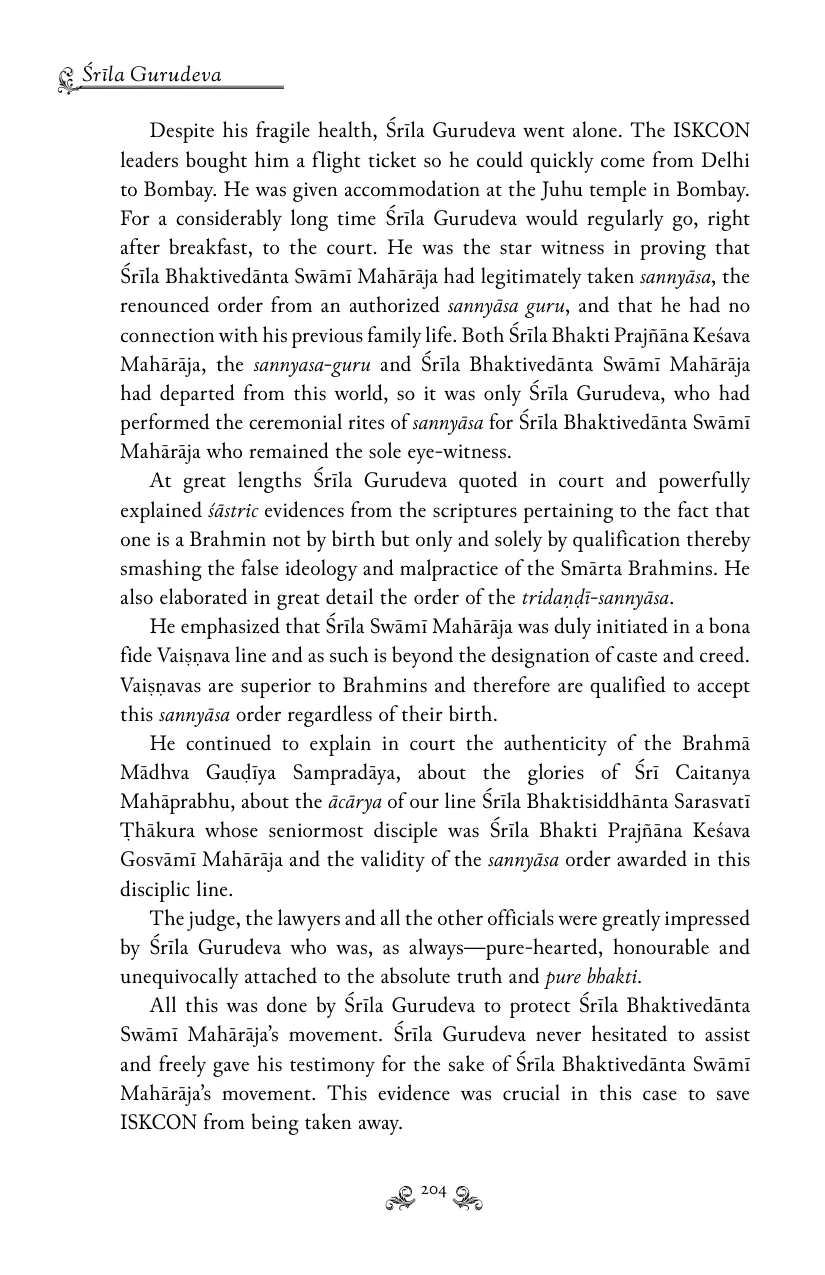 Śrīla Gurudeva
Despite his fragile health, Śrīla Gurudeva went alone. The ISKCON
leaders bought him a flight ticket so he could quickly come from Delhi
to Bombay. He was given accommodation at the Juhu temple in Bombay.
For a considerably long time Śrīla Gurudeva would regularly go, right
after breakfast, to the court. He was the star witness in proving that
Śrīla Bhaktivedānta Swāmī Mahārāja had legitimately taken sannyāsa, the
renounced order from an authorized sannyāsa guru, and that he had no
connection with his previous family life. Both Śrīla Bhakti Prajñāna Keśava
Mahārāja, the sannyasa-guru and Śrīla Bhaktivedānta Swāmī Mahārāja
had departed from this world, so it was only Śrīla Gurudeva, who had
performed the ceremonial rites of sannyāsa for Śrīla Bhaktivedānta Swāmī
Mahārāja who remained the sole eye-witness.
At great lengths Śrīla Gurudeva quoted in court and powerfully
explained śāstric evidences from the scriptures pertaining to the fact that
one is a Brahmin not by birth but only and solely by qualification thereby
smashing the false ideology and malpractice of the Smārta Brahmins. He
also elaborated in great detail the order of the tridaṇḍī-sannyāsa.
He emphasized that Śrīla Swāmī Mahārāja was duly initiated in a bona
fide Vaiṣṇava line and as such is beyond the designation of caste and creed.
Vaiṣṇavas are superior to Brahmins and therefore are qualified to accept
this sannyāsa order regardless of their birth.
He continued to explain in court the authenticity of the Brahmā
Mādhva Gauḍīya Sampradāya, about the glories of Śrī Caitanya
Mahāprabhu, about the ācārya of our line Śrīla Bhaktisiddhānta Sarasvatī
Ṭhākura whose seniormost disciple was Śrīla Bhakti Prajñāna Keśava
Gosvāmī Mahārāja and the validity of the sannyāsa order awarded in this
disciplic line.
The judge, the lawyers and all the other officials were greatly impressed
by Śrīla Gurudeva who was, as always—pure-hearted, honourable and
unequivocally attached to the absolute truth and pure bhakti.
All this was done by Śrīla Gurudeva to protect Śrīla Bhaktivedānta
Swāmī Mahārāja's movement. Śrīla Gurudeva never hesitated to assist
and freely gave his testimony for the sake of Śrīla Bhaktivedānta Swāmī
Mahārāja's movement. This evidence was crucial in this case to save
ISKCON from being taken away.
204